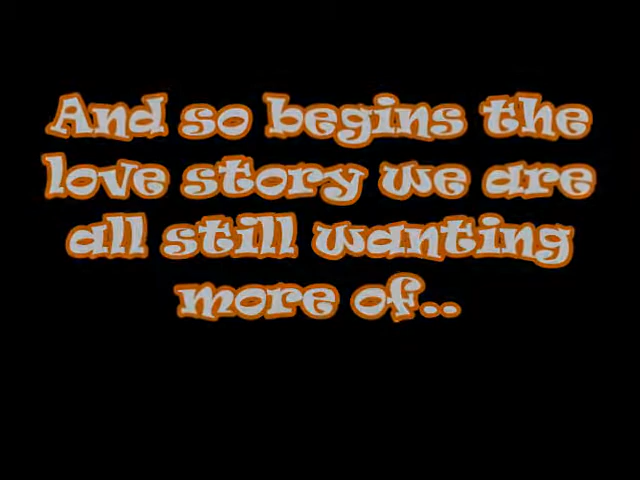 And so begins the
love story we are
all still wanting
more of..